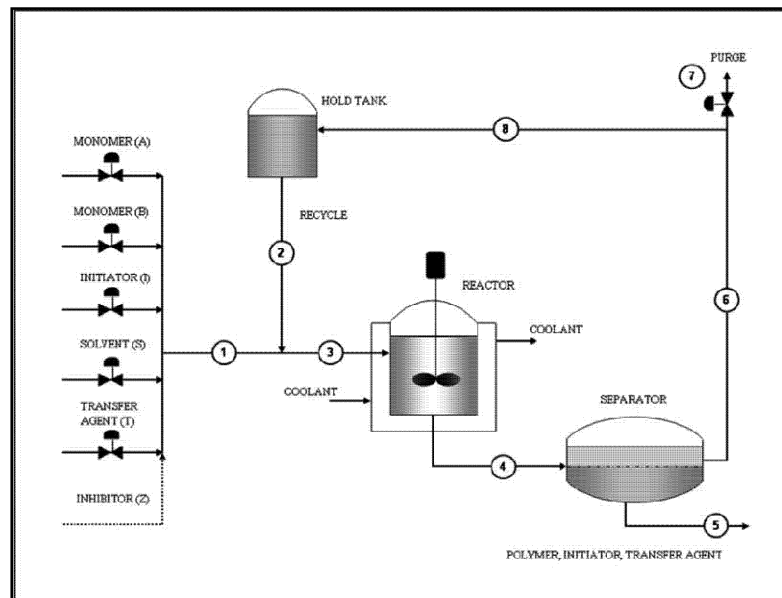 7
PURGE
HOLD TANK
8
MONOMER (A)
MONOMER (B)
RECYCLE
2
INITIATOR (I)
REACTOR
6
SOLVENT (S)
1
3
COOLANT
COOLANT
TRANSFER
AGENT (T)
SEPARATOR
4
INHIBITOR (Z)
5
POLYMER, INITIATOR, TRANSFER AGENT